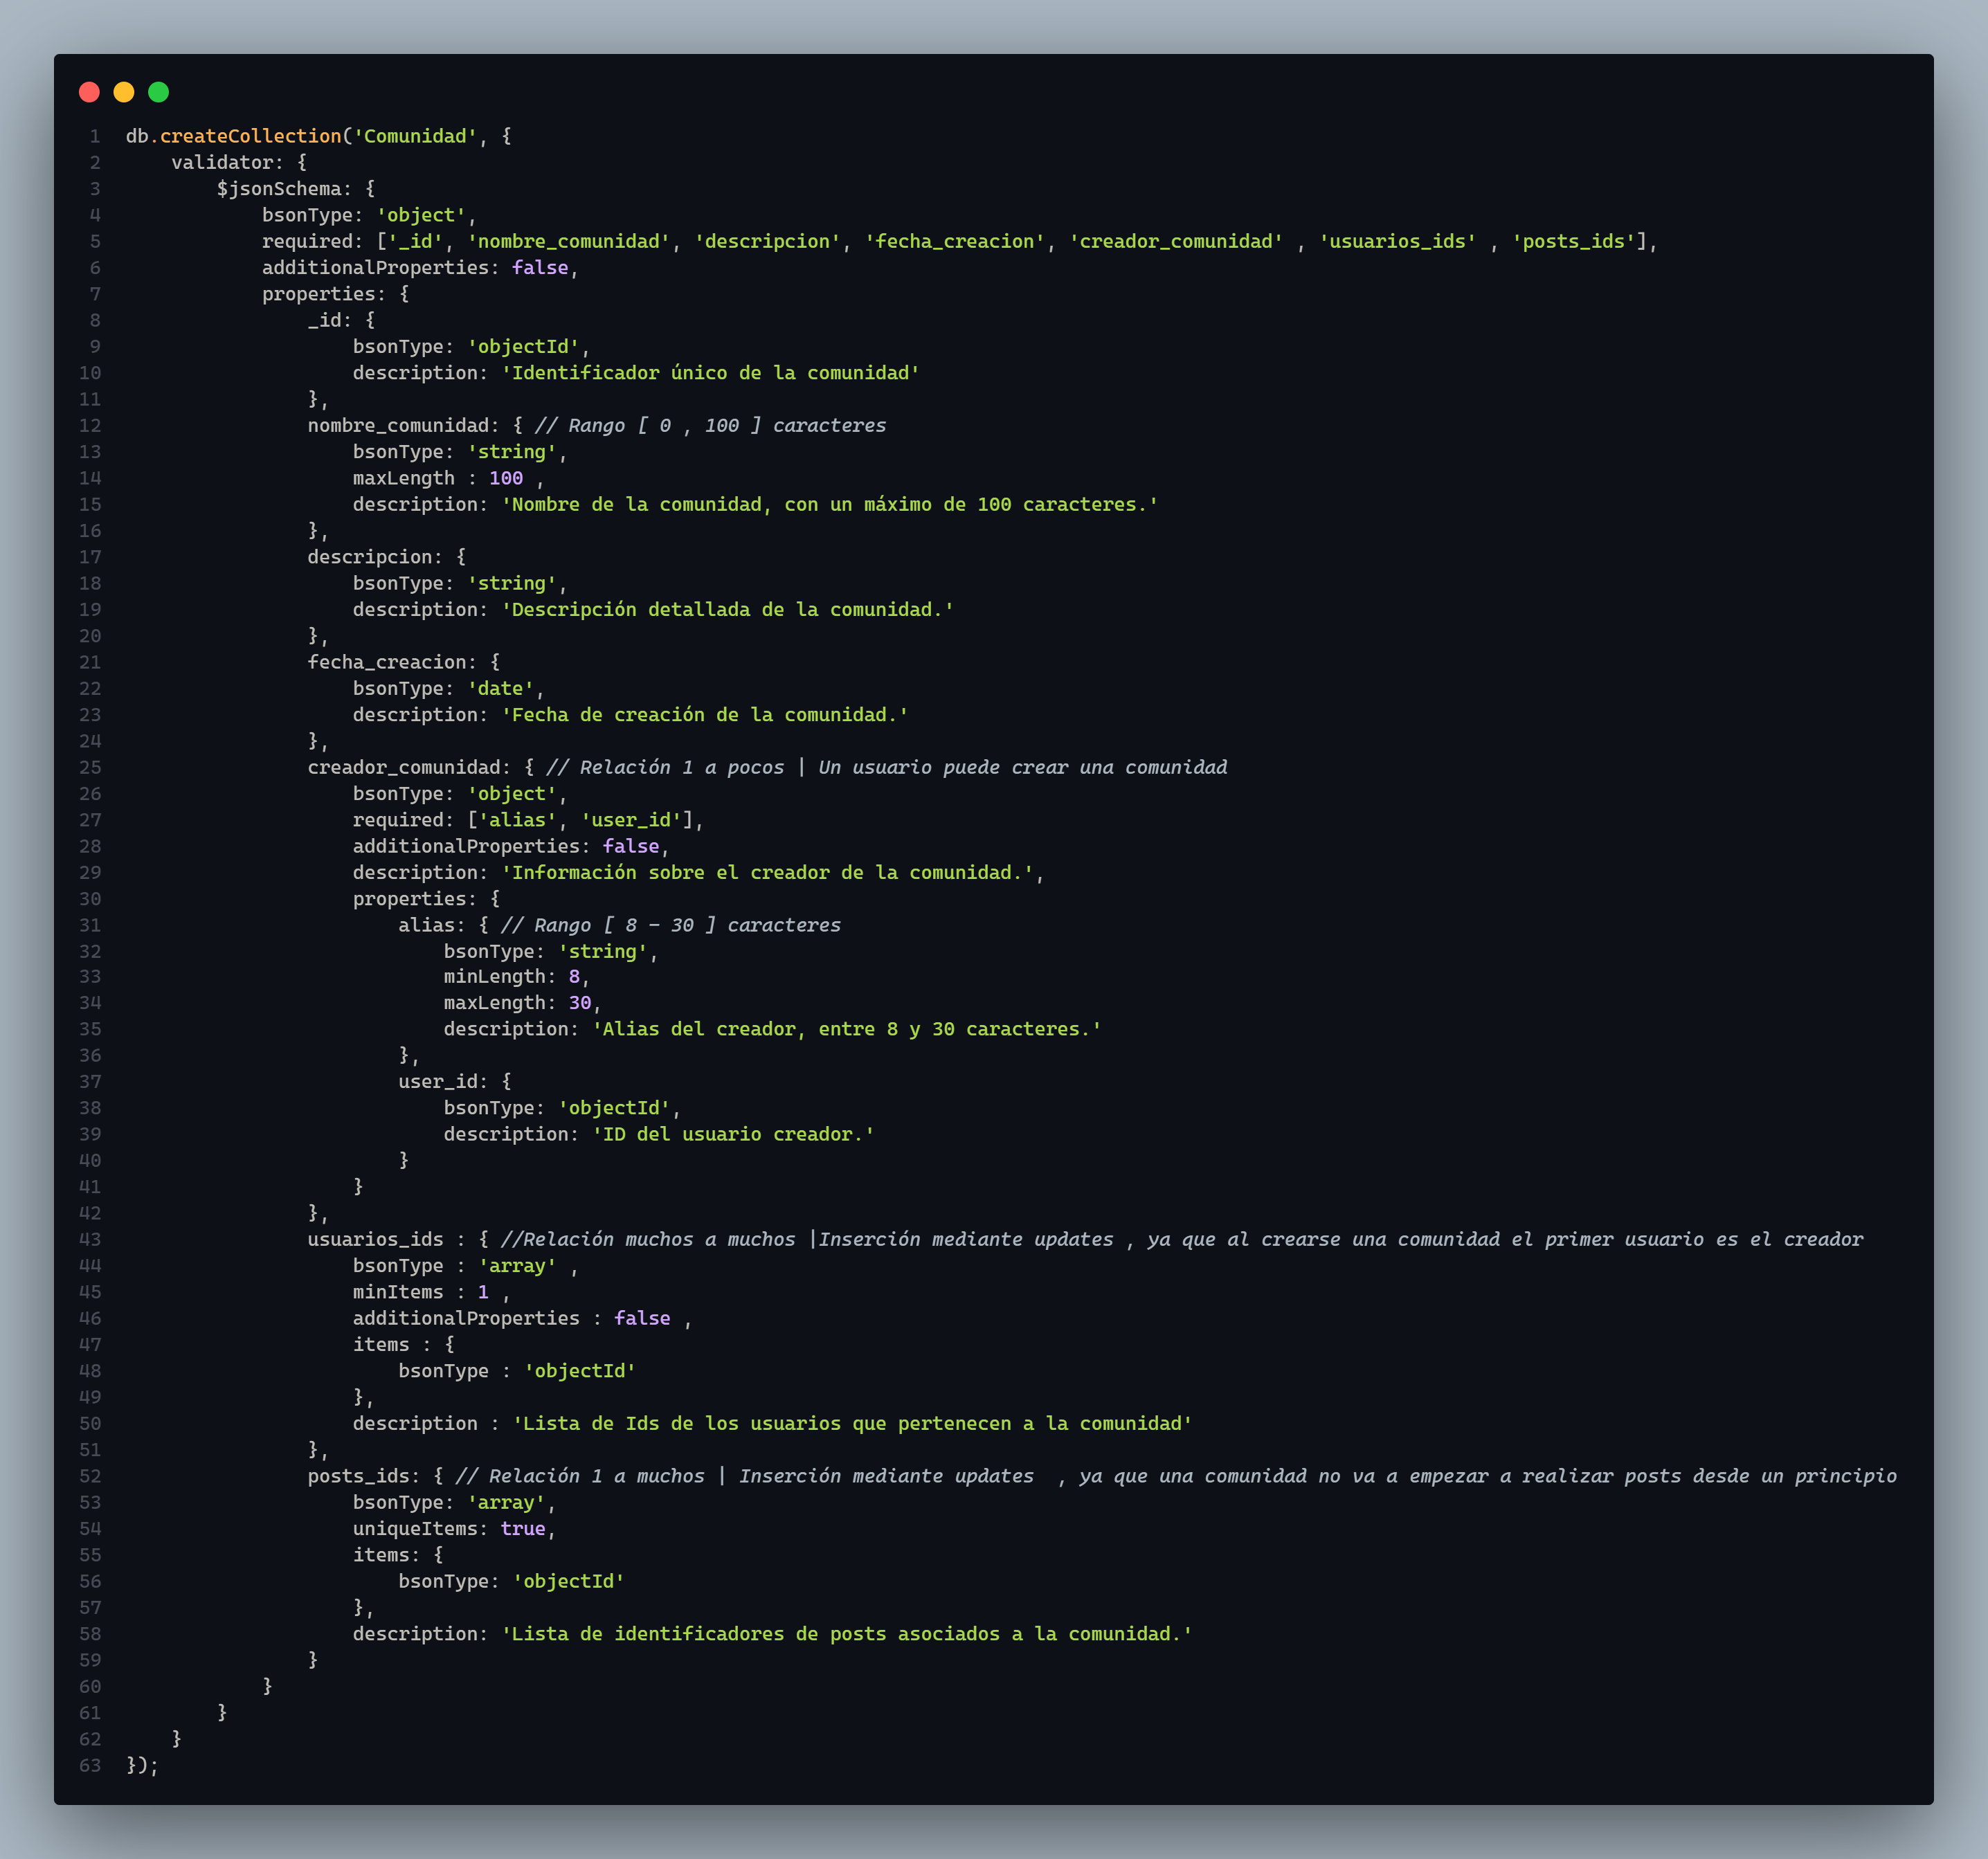 1 db.createCollection('Comunidad', {
2     validator: {
3         $jsonSchema: {
4             bsonType: 'object',
5             required: ['_id', 'nombre_comunidad', 'descripcion', 'fecha_creacion', 'creador_comunidad' , 'usuarios_ids' , 'posts_ids'],
6             additionalProperties: false,
7             properties: {
8                 _id: {
9                     bsonType: 'objectId',
10                     description: 'Identificador único de la comunidad'
11                 },
12                 nombre_comunidad: { // Rango [ 0 , 100 ] caracteres
13                     bsonType: 'string',
14                     maxLength : 100 ,
15                     description: 'Nombre de la comunidad, con un máximo de 100 caracteres.'
16                 },
17                 descripcion: {
18                     bsonType: 'string',
19                     description: 'Descripción detallada de la comunidad.'
20                 },
21                 fecha_creacion: {
22                     bsonType: 'date',
23                     description: 'Fecha de creación de la comunidad.'
24                 },
25                 creador_comunidad: { // Relación 1 a pocos | Un usuario puede crear una comunidad
26                     bsonType: 'object',
27                     required: ['alias', 'user_id'],
28                     additionalProperties: false,
29                     description: 'Información sobre el creador de la comunidad.',
30                     properties: {
31                         alias: { // Rango [ 8 - 30 ] caracteres
32                             bsonType: 'string',
33                             minLength: 8,
34                             maxLength: 30,
35                             description: 'Alias del creador, entre 8 y 30 caracteres.'
36                         },
37                         user_id: {
38                             bsonType: 'objectId',
39                             description: 'ID del usuario creador.'
40                         }
41                     }
42                 },
43                 usuarios_ids : { //Relación muchos a muchos |Inserción mediante updates , ya que al crearse una comunidad el primer usuario es el creador
44                     bsonType : 'array' ,
45                     minItems : 1 ,
46                     additionalProperties : false ,
47                     items : {
48                         bsonType : 'objectId'
49                     },
50                     description : 'Lista de Ids de los usuarios que pertenecen a la comunidad'
51                 },
52                 posts_ids: { // Relación 1 a muchos | Inserción mediante updates  , ya que una comunidad no va a empezar a realizar posts desde un principio
53                     bsonType: 'array',
54                     uniqueItems: true,
55                     items: {
56                         bsonType: 'objectId'
57                     },
58                     description: 'Lista de identificadores de posts asociados a la comunidad.'
59                 }
60             }
61         }
62     }
63 });